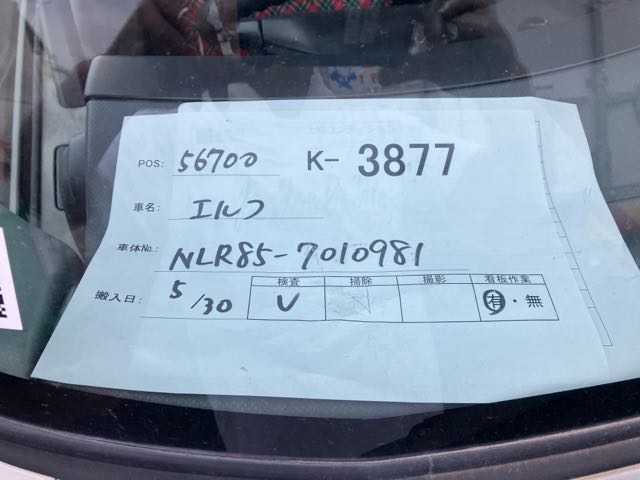 POS: 56700 K- 3877
車名: エルフ
車体No.: NLR85-7010981
検査 掃除 撮影 看板作業
搬入日: 5/30 V 有・無